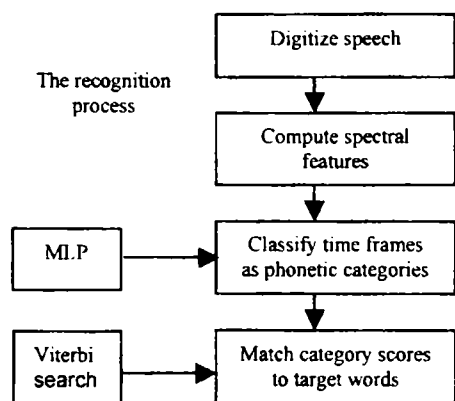 Digitize speech
The recognition
process
Compute spectral
features
MLP
Classify time frames
as phonetic categories
Viterbi
search
Match category scores
to target words